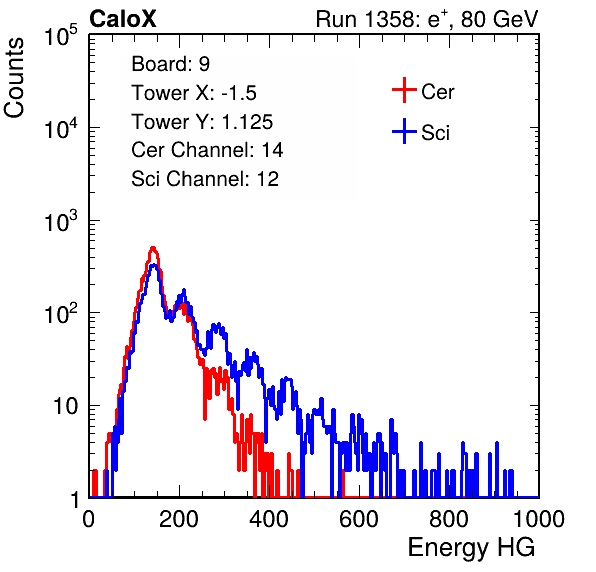 CaloX Run 1358: e+, 80 GeV
Counts
Board: 9
Tower X: -1.5
Tower Y: 1.125
Cer Channel: 14
Sci Channel: 12
Cer
Sci
10^5
10^4
10^3
10^2
10
1
0 200 400 600 800 1000
Energy HG